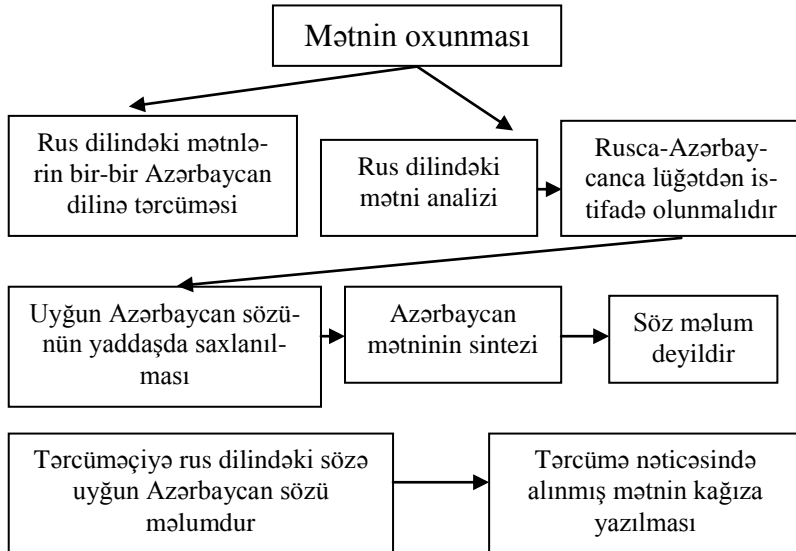 Mətnin oxunması
Rus dilindəki mətnlə-
rin bir-bir Azərbaycan
dilinə tərcüməsi
Rus dilindəki
mətni analizi
Rusca-Azərbay-
canca lüğətdən is-
tifadə olunmalıdır
Uyğun Azərbaycan sözü-
nün yaddaşda saxlanıl-
ması
Azərbaycan
mətninin sintezi
Söz məlum
deyildir
Tərcüməçiyə rus dilindəki sözə
uyğun Azərbaycan sözü
məlumdur
Tərcümə nəticəsində
alınmış mətnin kağıza
yazılması